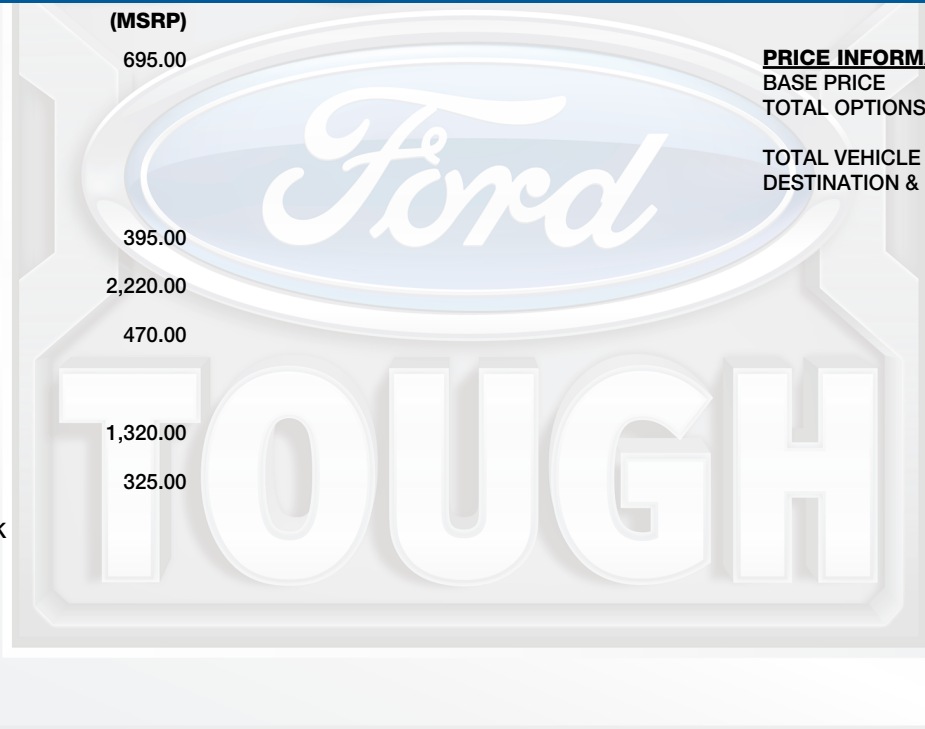 (MSRP)
695.00
PRICE INFORM
BASE PRICE
TOTAL OPTIONS
TOTAL VEHICLE
DESTINATION &
395.00
2,220.00
470.00
1,320.00
325.00
K
Ford
TOUGH